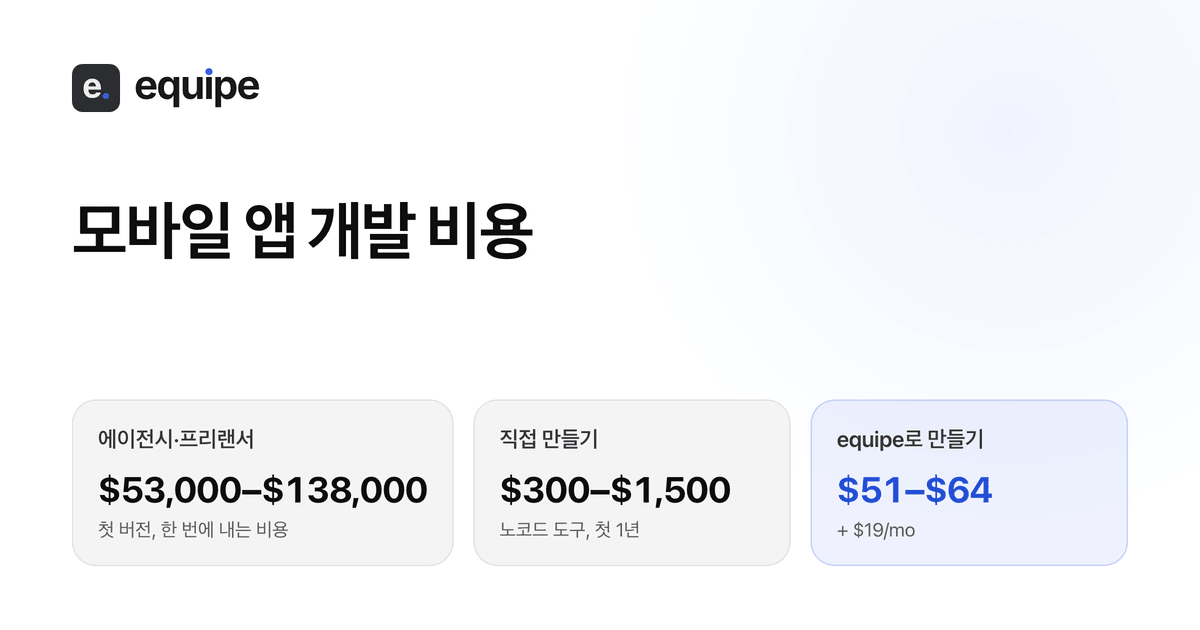 e.
equipe
모바일 앱 개발 비용
에이전시·프리랜서
$53,000–$138,000
첫 버전, 한 번에 내는 비용
직접 만들기
$300–$1,500
노코드 도구, 첫 1년
equipe로 만들기
$51–$64
+ $19/mo